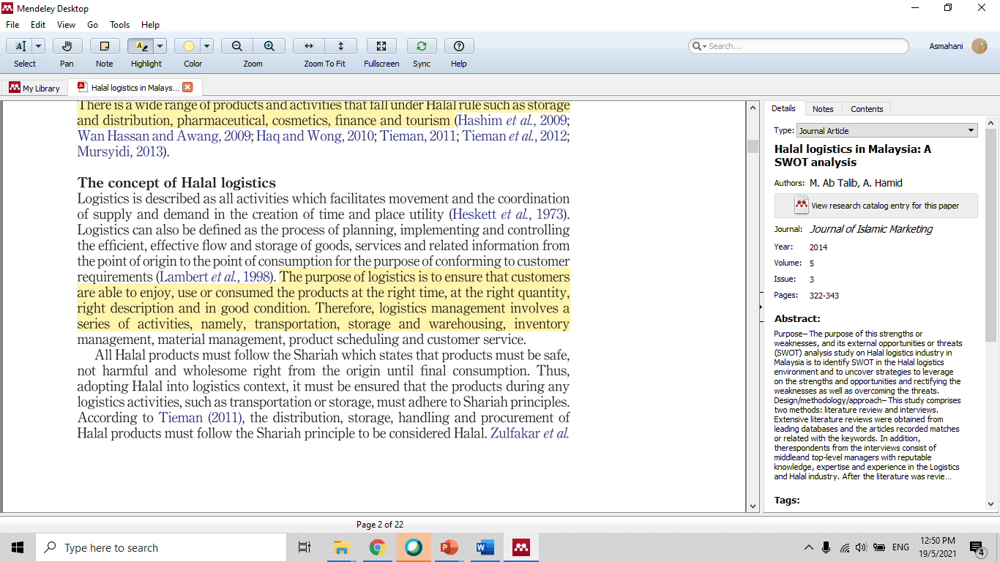 Mendeley Desktop
File Edit View Go Tools Help
Select Pan Note Highlight Color Zoom Zoom To Fit Fullscreen Sync Help
Search...
Asmahani
My Library
Halal logistics in Malays...
There is a wide range of products and activities that fall under Halal rule such as storage
and distribution, pharmaceutical, cosmetics, finance and tourism (Hashim et al., 2009;
Wan Hassan and Awang, 2009; Haq and Wong, 2010; Tieman, 2011; Tieman et al., 2012;
Mursyidi, 2013).
The concept of Halal logistics
Logistics is described as all activities which facilitates movement and the coordination
of supply and demand in the creation of time and place utility (Heskett et al., 1973).
Logistics can also be defined as the process of planning, implementing and controlling
the efficient, effective flow and storage of goods, services and related information from
the point of origin to the point of consumption for the purpose of conforming to customer
requirements (Lambert et al., 1998). The purpose of logistics is to ensure that customers
are able to enjoy, use or consumed the products at the right time, at the right quantity,
right description and in good condition. Therefore, logistics management involves a
series of activities, namely, transportation, storage and warehousing, inventory
management, material management, product scheduling and customer service.
All Halal products must follow the Shariah which states that products must be safe,
not harmful and wholesome right from the origin until final consumption. Thus,
adopting Halal into logistics context, it must be ensured that the products during any
logistics activities, such as transportation or storage, must adhere to Shariah principles.
According to Tieman (2011), the distribution, storage, handling and procurement of
Halal products must follow the Shariah principle to be considered Halal. Zulfakar et al.
Details Notes Contents
Type: Journal Article
Halal logistics in Malaysia: A
SWOT analysis
Authors: M. Ab Talib, A. Hamid
View research catalog entry for this paper
Journal: Journal of Islamic Marketing
Year: 2014
Volume: 5
Issue: 3
Pages: 322-343
Abstract:
Purpose– The purpose of this strengths or
weaknesses, and its external opportunities or threats
(SWOT) analysis study on Halal logistics industry in
Malaysia is to identify SWOT in the Halal logistics
environment and to uncover strategies to leverage
on the strengths and opportunities and rectifying the
weaknesses as well as overcoming the threats.
Design/methodology/approach– This study comprises
two methods: literature review and interviews.
Extensive literature reviews were obtained from
leading databases and the articles recorded matches
or related with the keywords. In addition,
therespondents from the interviews consist of
middleand top-level managers with reputable
knowledge, expertise and experience in the Logistics
and Halal industry. After the literature was revie...
Tags:
Page 2 of 22
Type here to search
ENG
12:50 PM
19/5/2021
4